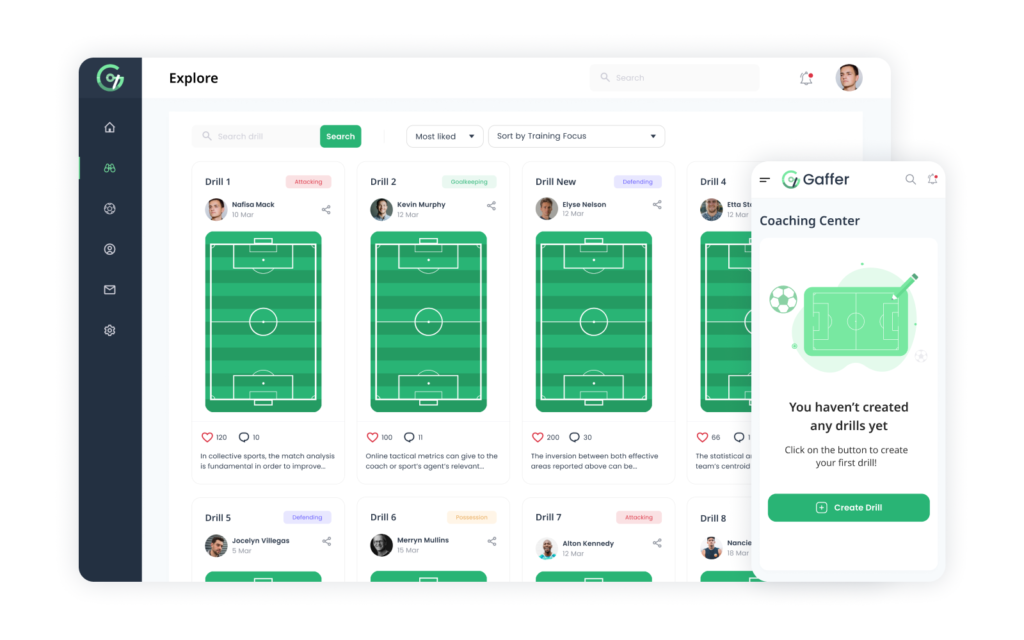 Explore
Search
Search drill
Search
Most liked
Sort by Training Focus
Drill 1
Attacking
Nafisa Mack
10 Mar
120
10
In collective sports, the match analysis
is fundamental in order to improve...
Drill 2
Goalkeeping
Kevin Murphy
12 Mar
100
11
Online tactical metrics can give to the
coach or sport's agent's relevant...
Drill New
Defending
Elyse Nelson
12 Mar
200
30
The inversion between both effective
areas reported above can be...
Drill 4
Etta
12 Mar
66
The statistical
team's centroid
Drill 5
Defending
Jocelyn Villegas
5 Mar
Drill 6
Possession
Merryn Mullins
15 Mar
Drill 7
Attacking
Alton Kennedy
12 Mar
Drill 8
Nancie
18 Mar
Gaffer
Coaching Center
You haven't created
any drills yet
Click on the button to create
your first drill!
Create Drill